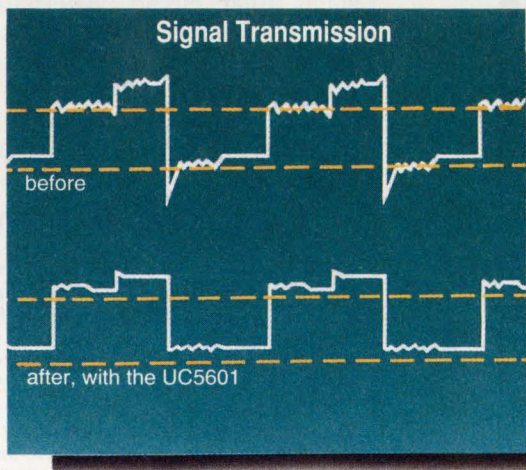 Signal Transmission
before
after, with the UC5601